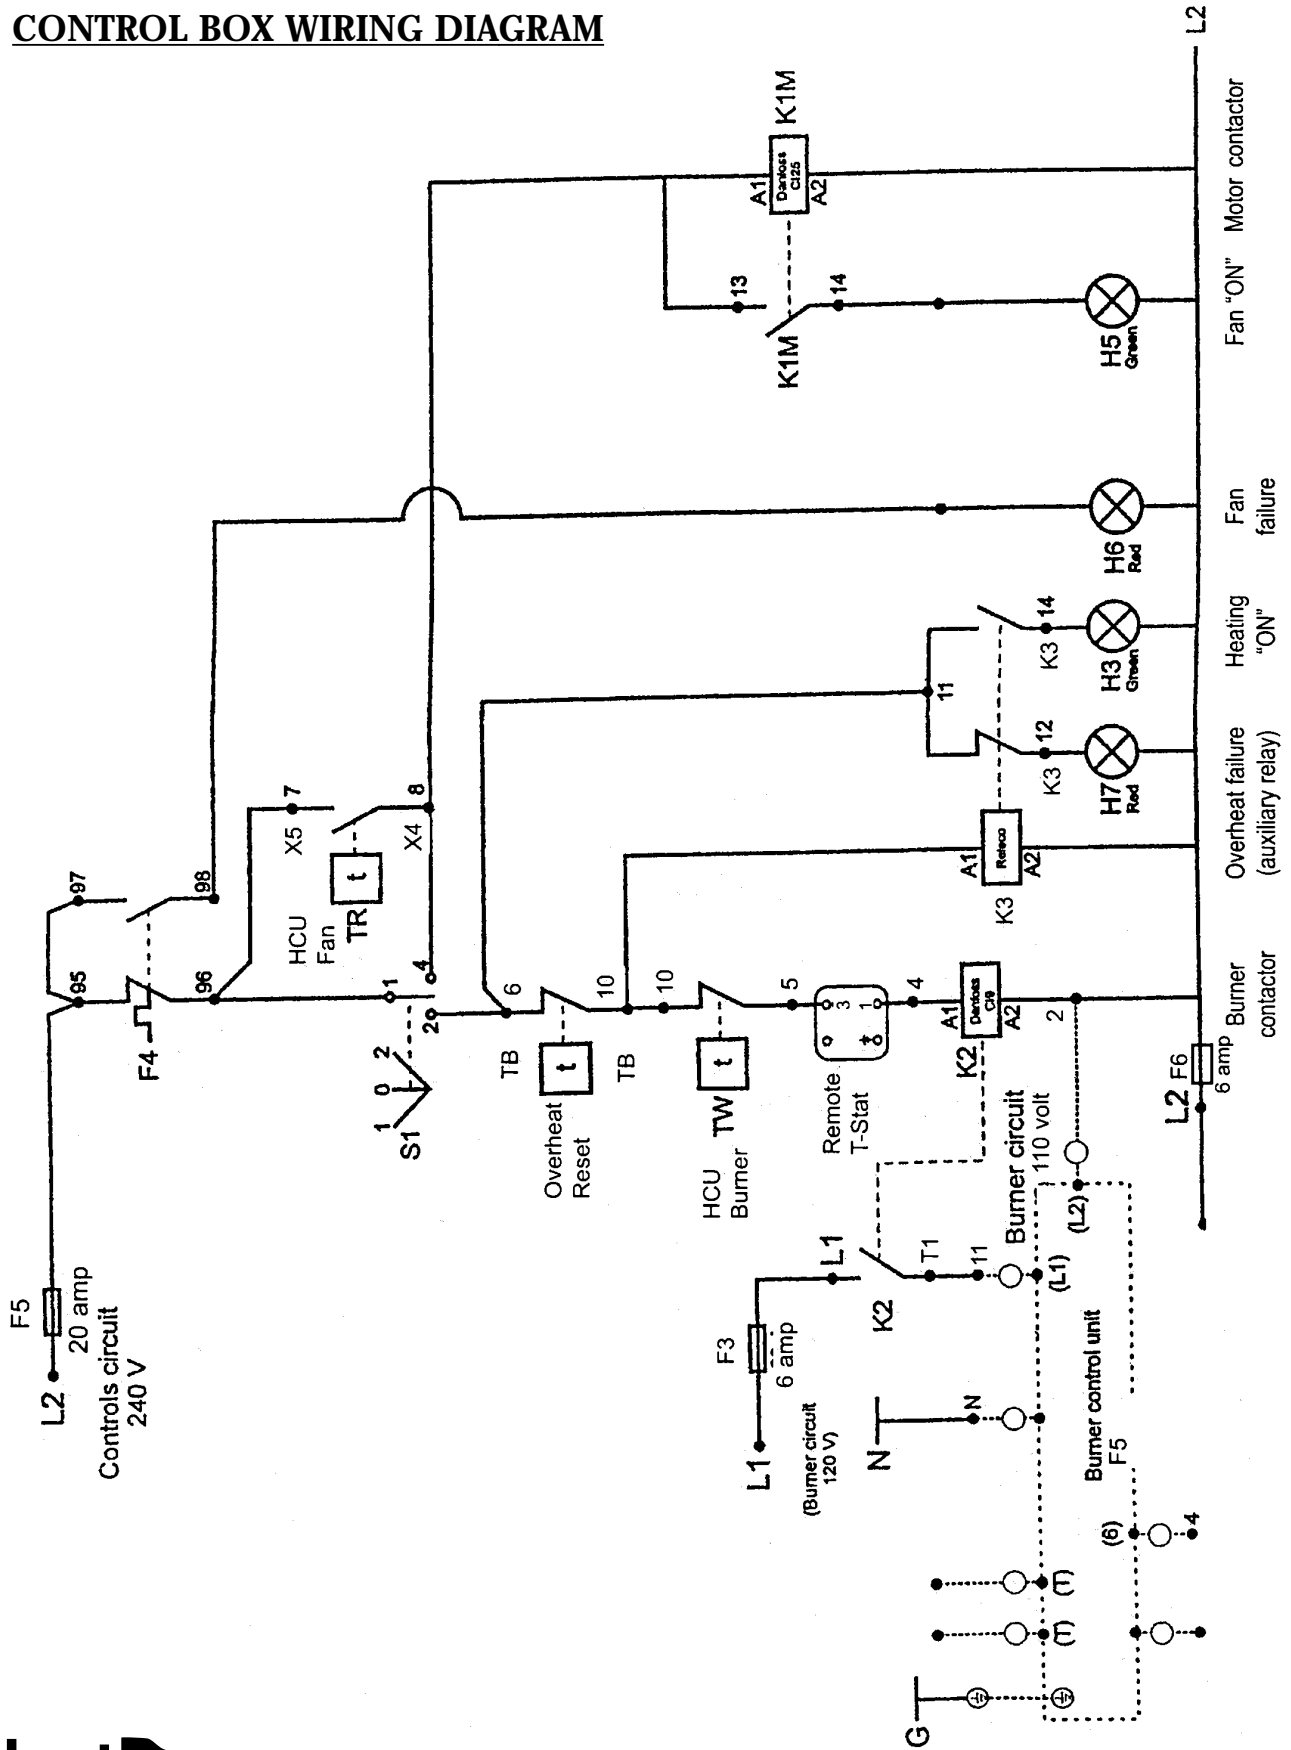 CONTROL BOX WIRING DIAGRAM
F5
20 amp
L2
Controls circuit
240 V
95
97
F4
96
98
X5
7
HCU
Fan
TR
t
X4
8
1
0
2
S1
1
2
4
TB
6
Overheat
Reset
t
TB
10
10
HCU
Burner
TW
t
5
Remote
T-Stat
3
1
4
K2
A1
Danfoss
CI9
A2
2
K3
A1
Releco
A2
11
K3
12
K3
14
H7
Red
H3
Green
H6
Red
H5
Green
13
K1M
14
A1
Danfoss
CI25
A2
K1M
L2
Motor contactor
Fan "ON"
Fan
failure
Heating
"ON"
Overheat failure
(auxiliary relay)
Burner
contactor
L2
F6
6 amp
Burner circuit
110 volt
(L2)
F3
6 amp
L1
(Burner circuit
120 V)
L1
K2
T1
11
(L1)
N
N
Burner control unit
F5
(6)
4
(T)
(T)
G